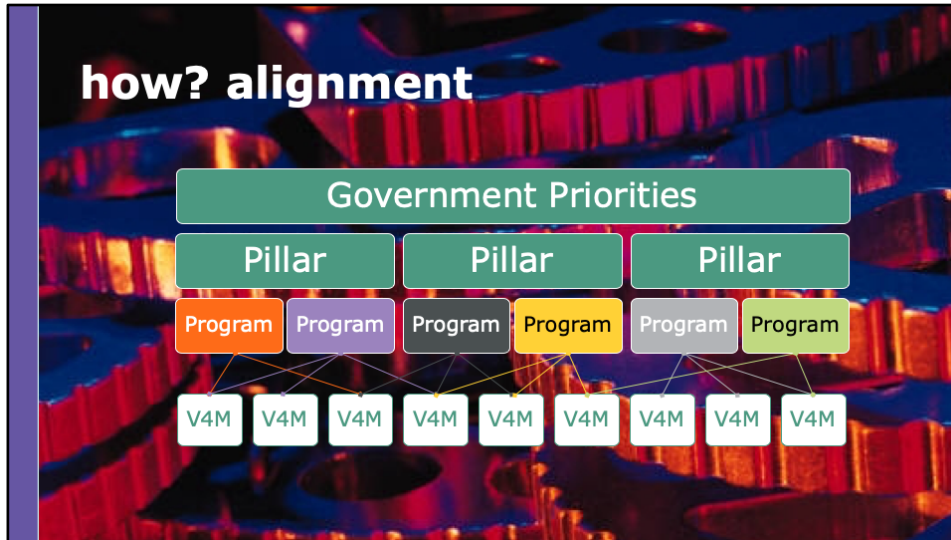 how? alignment
Government Priorities
Pillar Pillar Pillar
Program Program Program Program Program Program
V4M V4M V4M V4M V4M V4M V4M V4M V4M